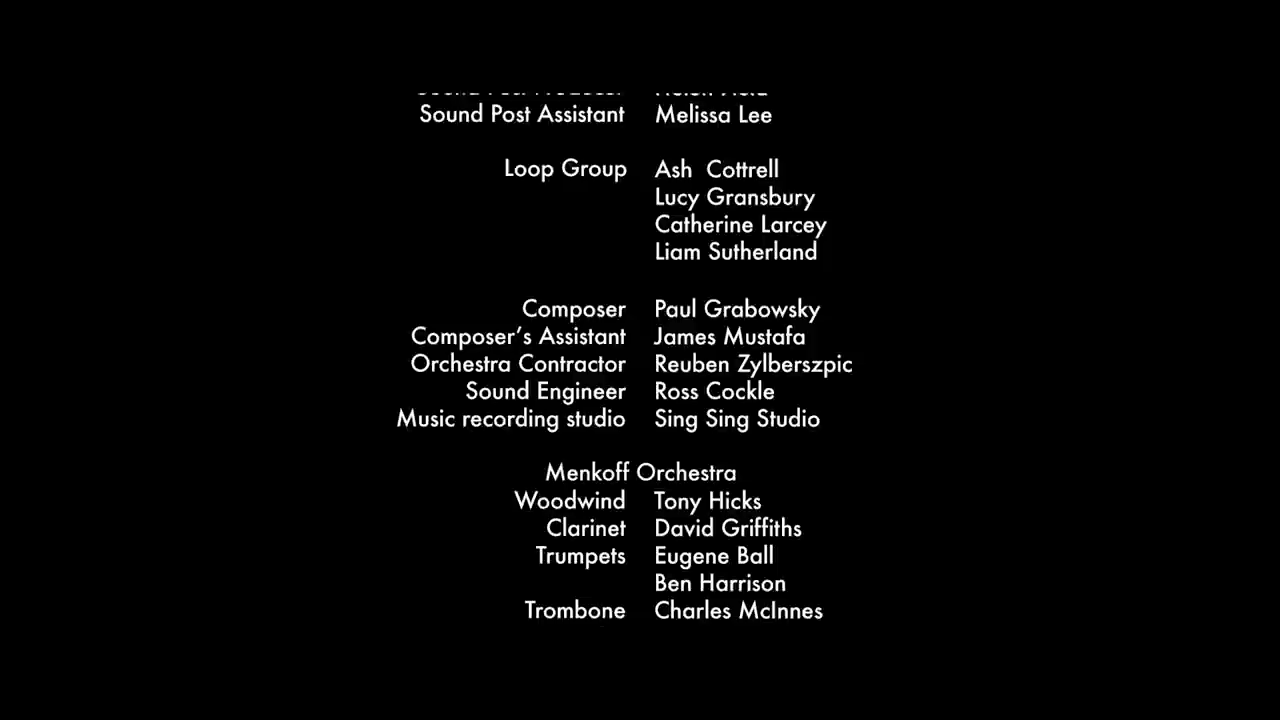 Sound Post Assistant Melissa Lee
Loop Group Ash Cottrell
Lucy Gransbury
Catherine Larcey
Liam Sutherland
Composer Paul Grabowsky
Composer's Assistant James Mustafa
Orchestra Contractor Reuben Zylberszpic
Sound Engineer Ross Cockle
Music recording studio Sing Sing Studio
Menkoff Orchestra
Woodwind Tony Hicks
Clarinet David Griffiths
Trumpets Eugene Ball
Ben Harrison
Trombone Charles McInnes